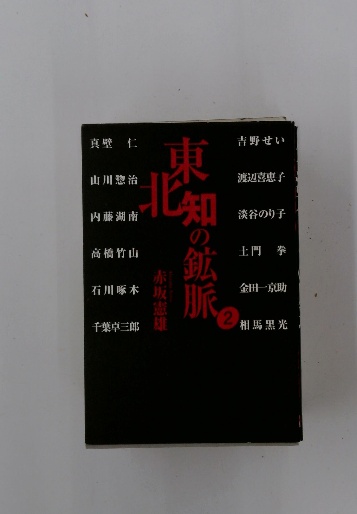 東北
知の鉱脈
2
赤坂憲雄
吉野せい
渡辺喜恵子
淡谷のり子
土門 拳
金田一京助
相馬黒光
真壁 仁
山川惣治
内藤湖南
高橋竹山
石川啄木
千葉卓三郎